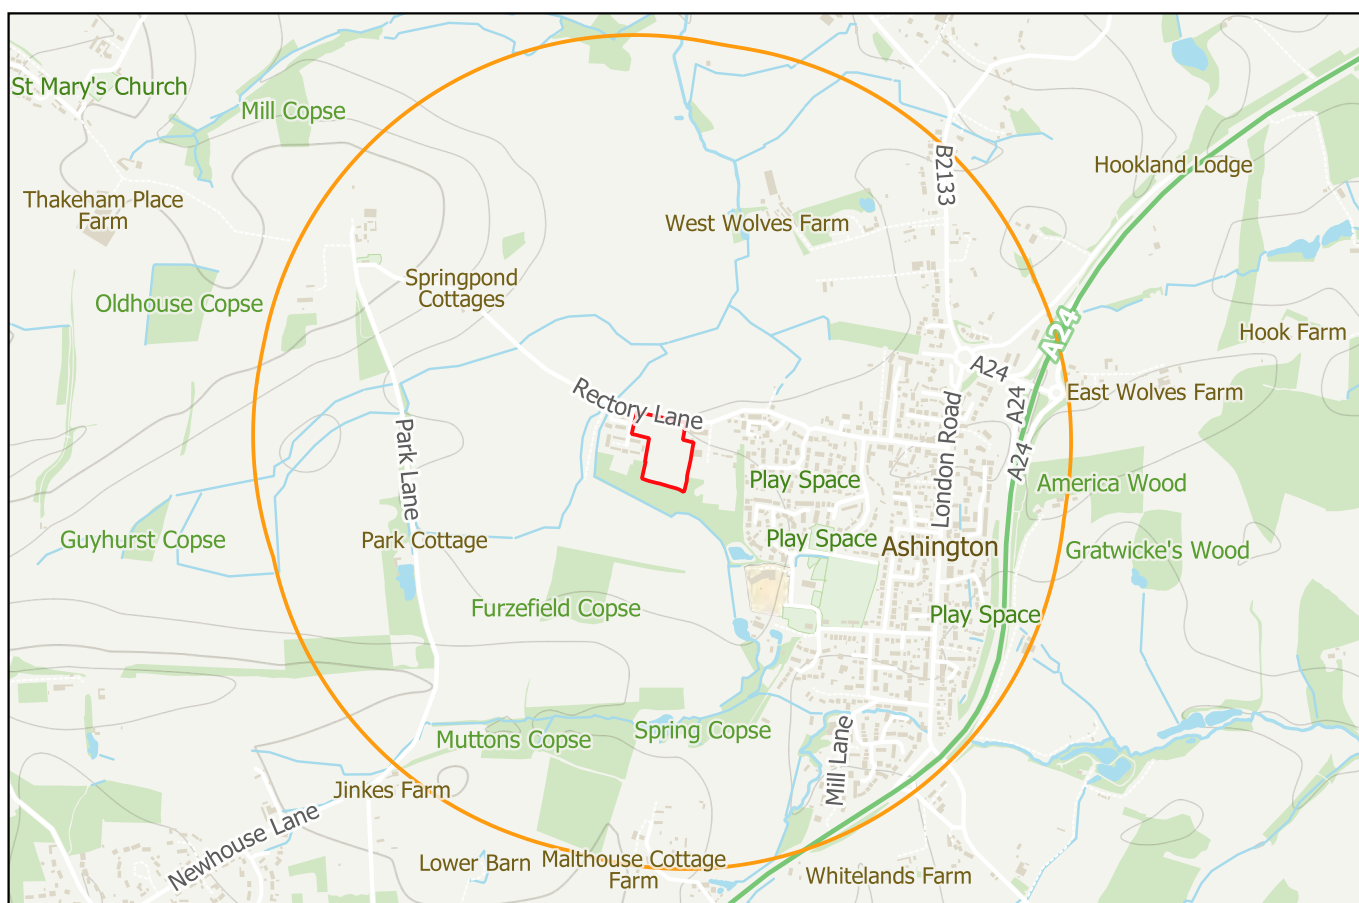 St Mary's Church
Mill Copse
B2133
Hookland Lodge
Thakeham Place
Farm
West Wolves Farm
Springpond
Cottages
Oldhouse Copse
A24
Hook Farm
A24
East Wolves Farm
Rectory Lane
A24
London Road
Park Lane
A24
Play Space
America Wood
Guyhurst Copse
Park Cottage
Play Space
Ashington
Gratwicke's Wood
Furzefield Copse
Play Space
Muttons Copse
Spring Copse
Mill Lane
Jinkes Farm
Newhouse Lane
Lower Barn
Malthouse Cottage
Farm
Whitelands Farm